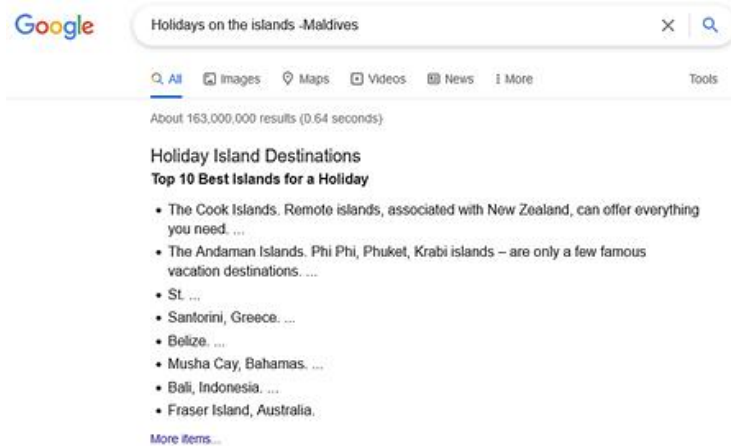 Google
Holidays on the islands -Maldives
All Images Maps Videos News More Tools
About 163,000,000 results (0.64 seconds)
Holiday Island Destinations
Top 10 Best Islands for a Holiday
• The Cook Islands. Remote islands, associated with New Zealand, can offer everything
you need. ...
• The Andaman Islands. Phi Phi, Phuket, Krabi islands – are only a few famous
vacation destinations. ...
• St. ...
• Santorini, Greece. ...
• Belize. ...
• Musha Cay, Bahamas. ...
• Bali, Indonesia. ...
• Fraser Island, Australia.
More items...